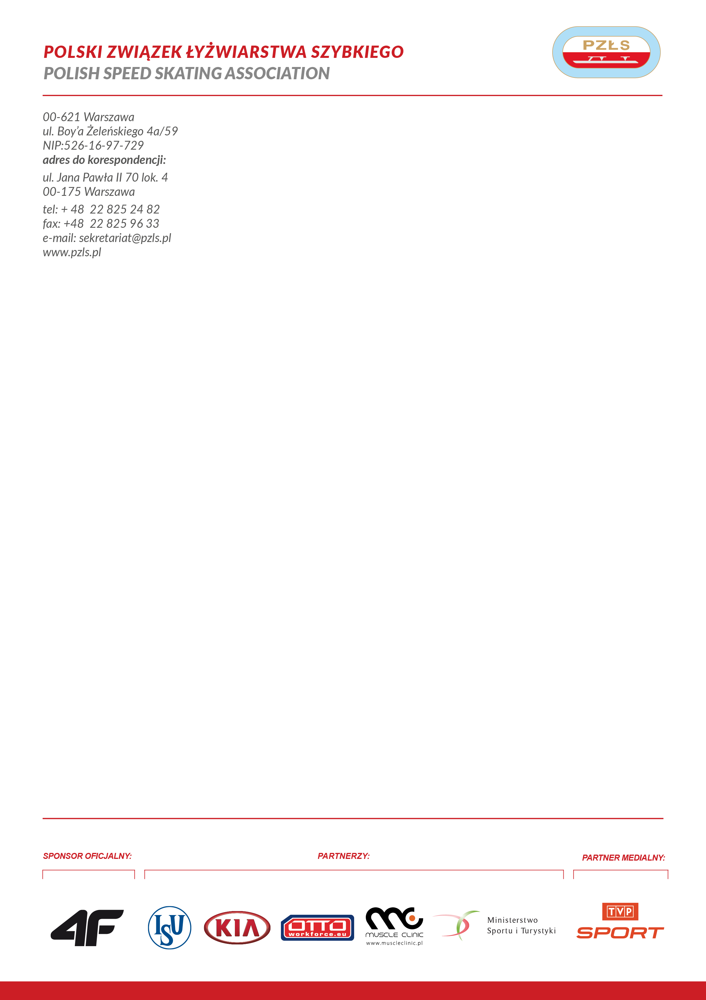 POLSKI ZWIĄZEK ŁYŻWIARSTWA SZYBKIEGO
POLISH SPEED SKATING ASSOCIATION
PZŁS
00-621 Warszawa
ul. Boy’a Żeleńskiego 4a/59
NIP:526-16-97-729
adres do korespondencji:
ul. Jana Pawła II 70 lok. 4
00-175 Warszawa
tel: + 48  22 825 24 82
fax: +48  22 825 96 33
e-mail: sekretariat@pzls.pl
www.pzls.pl
SPONSOR OFICJALNY:
PARTNERZY:
PARTNER MEDIALNY:
4F
ISU
KIA
OTTO
workforce.eu
mc
MUSCLE CLINIC
www.muscleclinic.pl
Ministerstwo
Sportu i Turystyki
TVP
SPORT